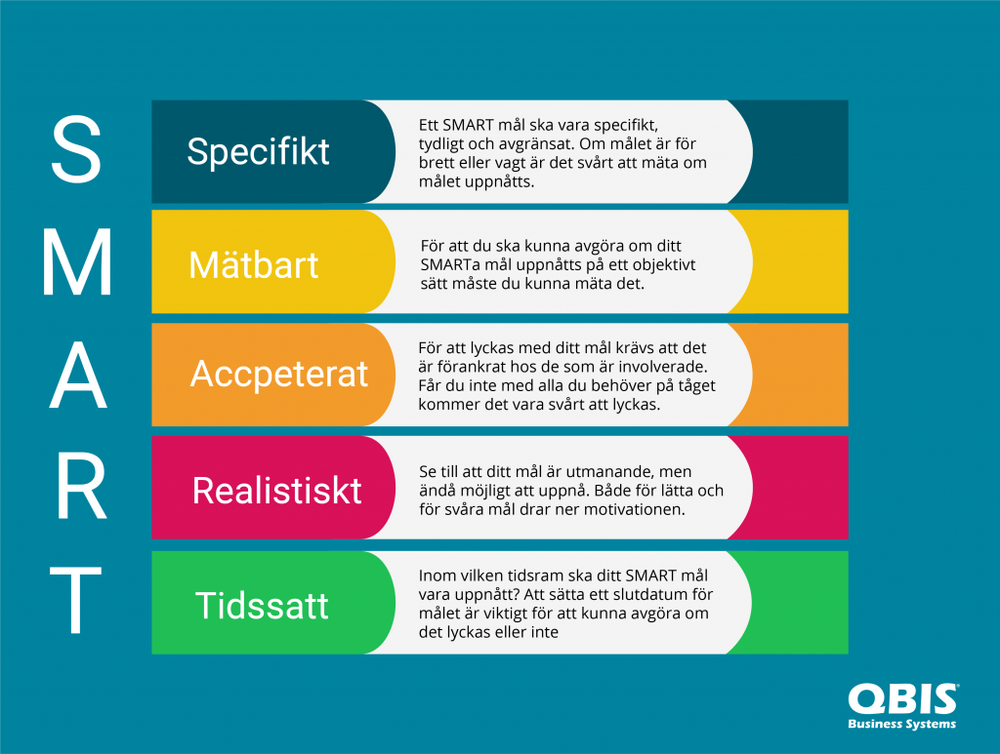 S
Specifikt
Ett SMART mål ska vara specifikt,
tydligt och avgränsat. Om målet är för
brett eller vagt är det svårt att mäta om
målet uppnåtts.
M
Mätbart
För att du ska kunna avgöra om ditt
SMARTa mål uppnåtts på ett objektivt
sätt måste du kunna mäta det.
A
Accpeterat
För att lyckas med ditt mål krävs att det
är förankrat hos de som är involverade.
Får du inte med alla du behöver på tåget
kommer det vara svårt att lyckas.
R
Realistiskt
Se till att ditt mål är utmanande, men
ändå möjligt att uppnå. Både för lätta och
för svåra mål drar ner motivationen.
T
Tidssatt
Inom vilken tidsram ska ditt SMART mål
vara uppnått? Att sätta ett slutdatum för
målet är viktigt för att kunna avgöra om
det lyckas eller inte
QBIS®
Business Systems